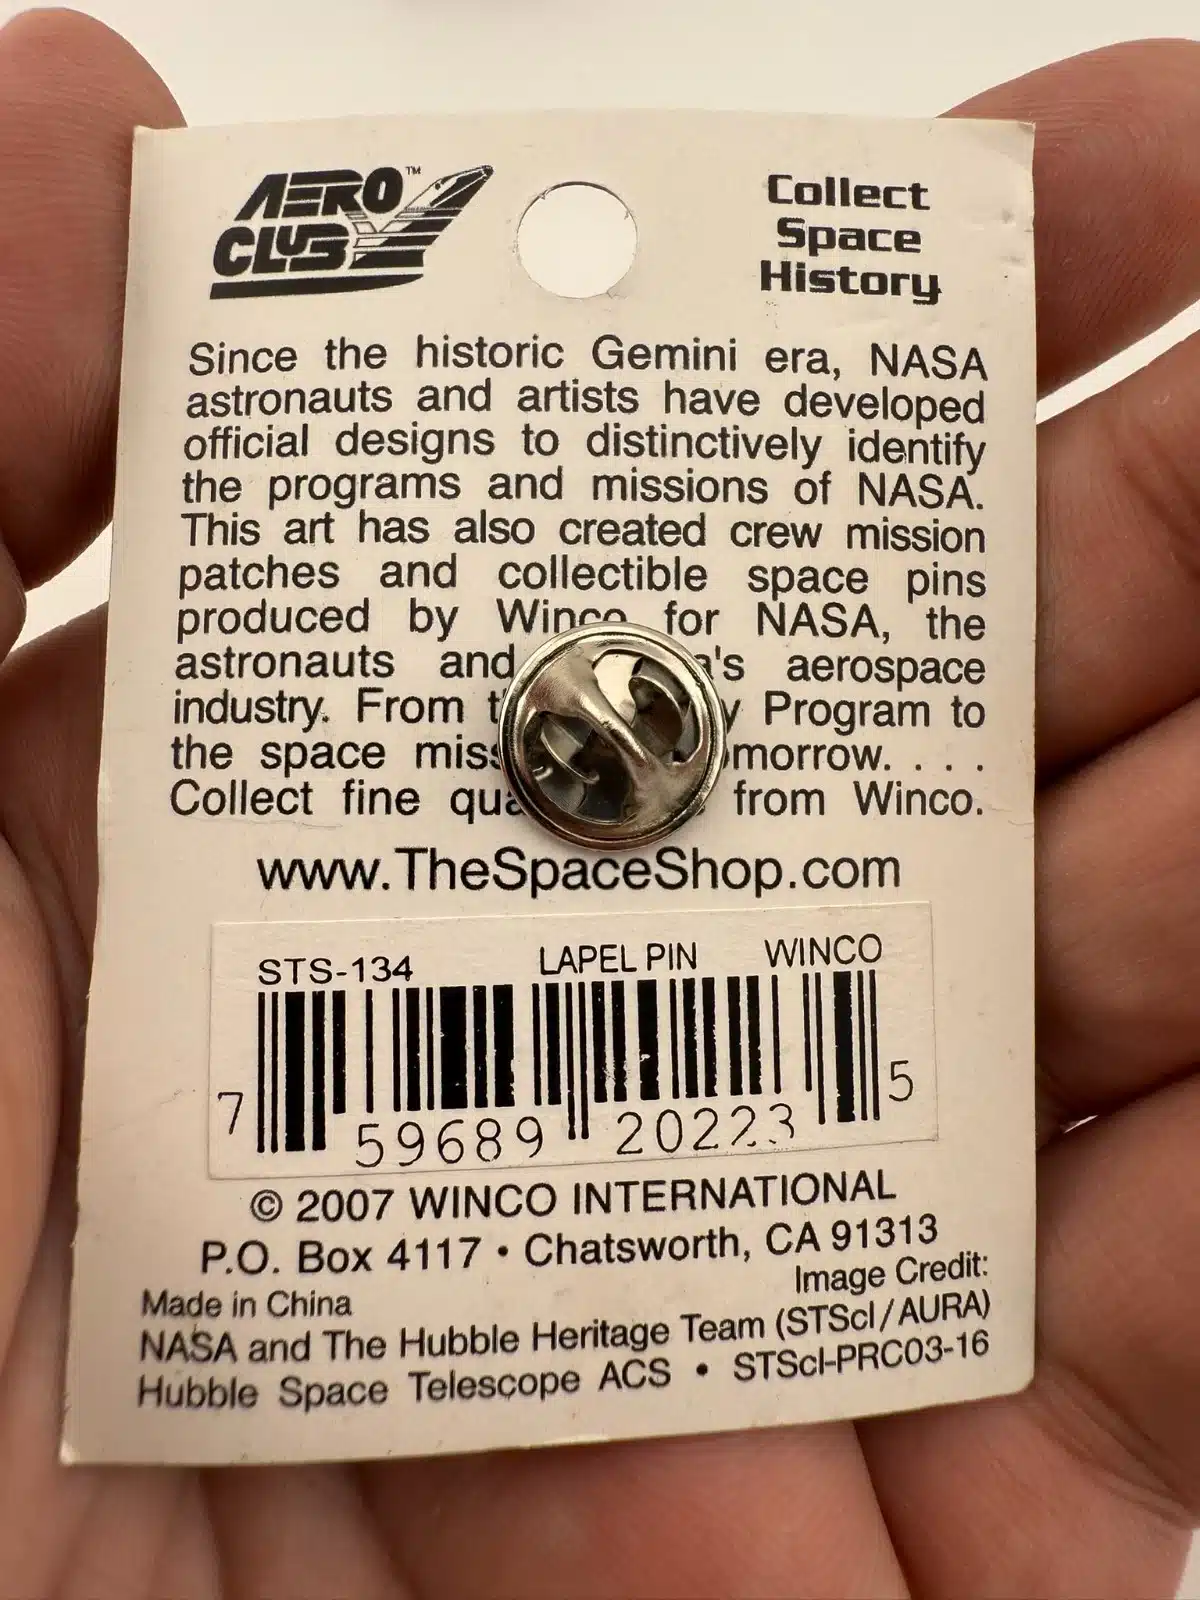 AERO™
CLUB
Collect
Space
History
Since the historic Gemini era, NASA
astronauts and artists have developed
official designs to distinctively identify
the programs and missions of NASA.
This art has also created crew mission
patches and collectible space pins
produced by Winco for NASA, the
astronauts and 's aerospace
industry. From Program to
the space . . . .
Collect fine from Winco.
www.TheSpaceShop.com
STS-134 LAPEL PIN WINCO
7 59689 20223 5
© 2007 WINCO INTERNATIONAL
P.O. Box 4117 • Chatsworth, CA 91313
Image Credit:
Made in China
NASA and The Hubble Heritage Team (STScI/AURA)
Hubble Space Telescope ACS • STScI-PRC03-16